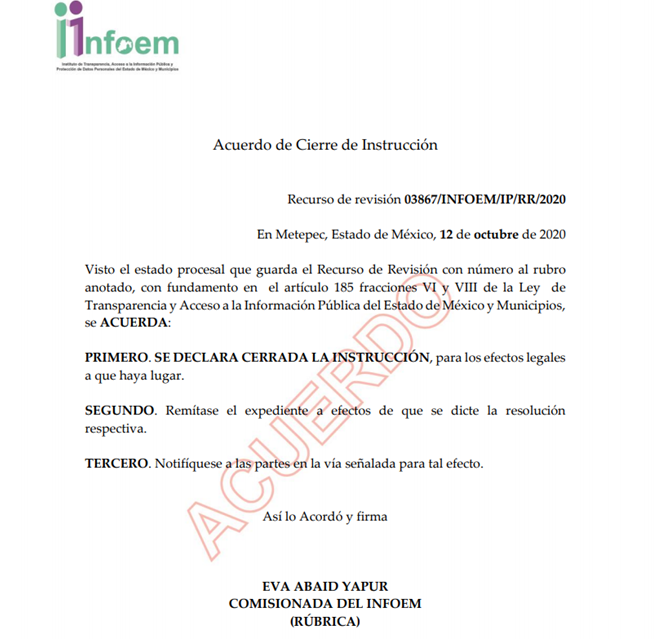 infoem
Instituto de Transparencia, Acceso a la Información Pública y
Protección de Datos Personales del Estado de México y Municipios
Acuerdo de Cierre de Instrucción
Recurso de revisión 03867/INFOEM/IP/RR/2020
En Metepec, Estado de México, 12 de octubre de 2020
Visto el estado procesal que guarda el Recurso de Revisión con número al rubro
anotado, con fundamento en el artículo 185 fracciones VI y VIII de la Ley de
Transparencia y Acceso a la Información Pública del Estado de México y Municipios,
se ACUERDA:
PRIMERO. SE DECLARA CERRADA LA INSTRUCCIÓN, para los efectos legales
a que haya lugar.
SEGUNDO. Remítase el expediente a efectos de que se dicte la resolución
respectiva.
TERCERO. Notifíquese a las partes en la vía señalada para tal efecto.
ACUERDO
Así lo Acordó y firma
EVA ABAID YAPUR
COMISIONADA DEL INFOEM
(RÚBRICA)